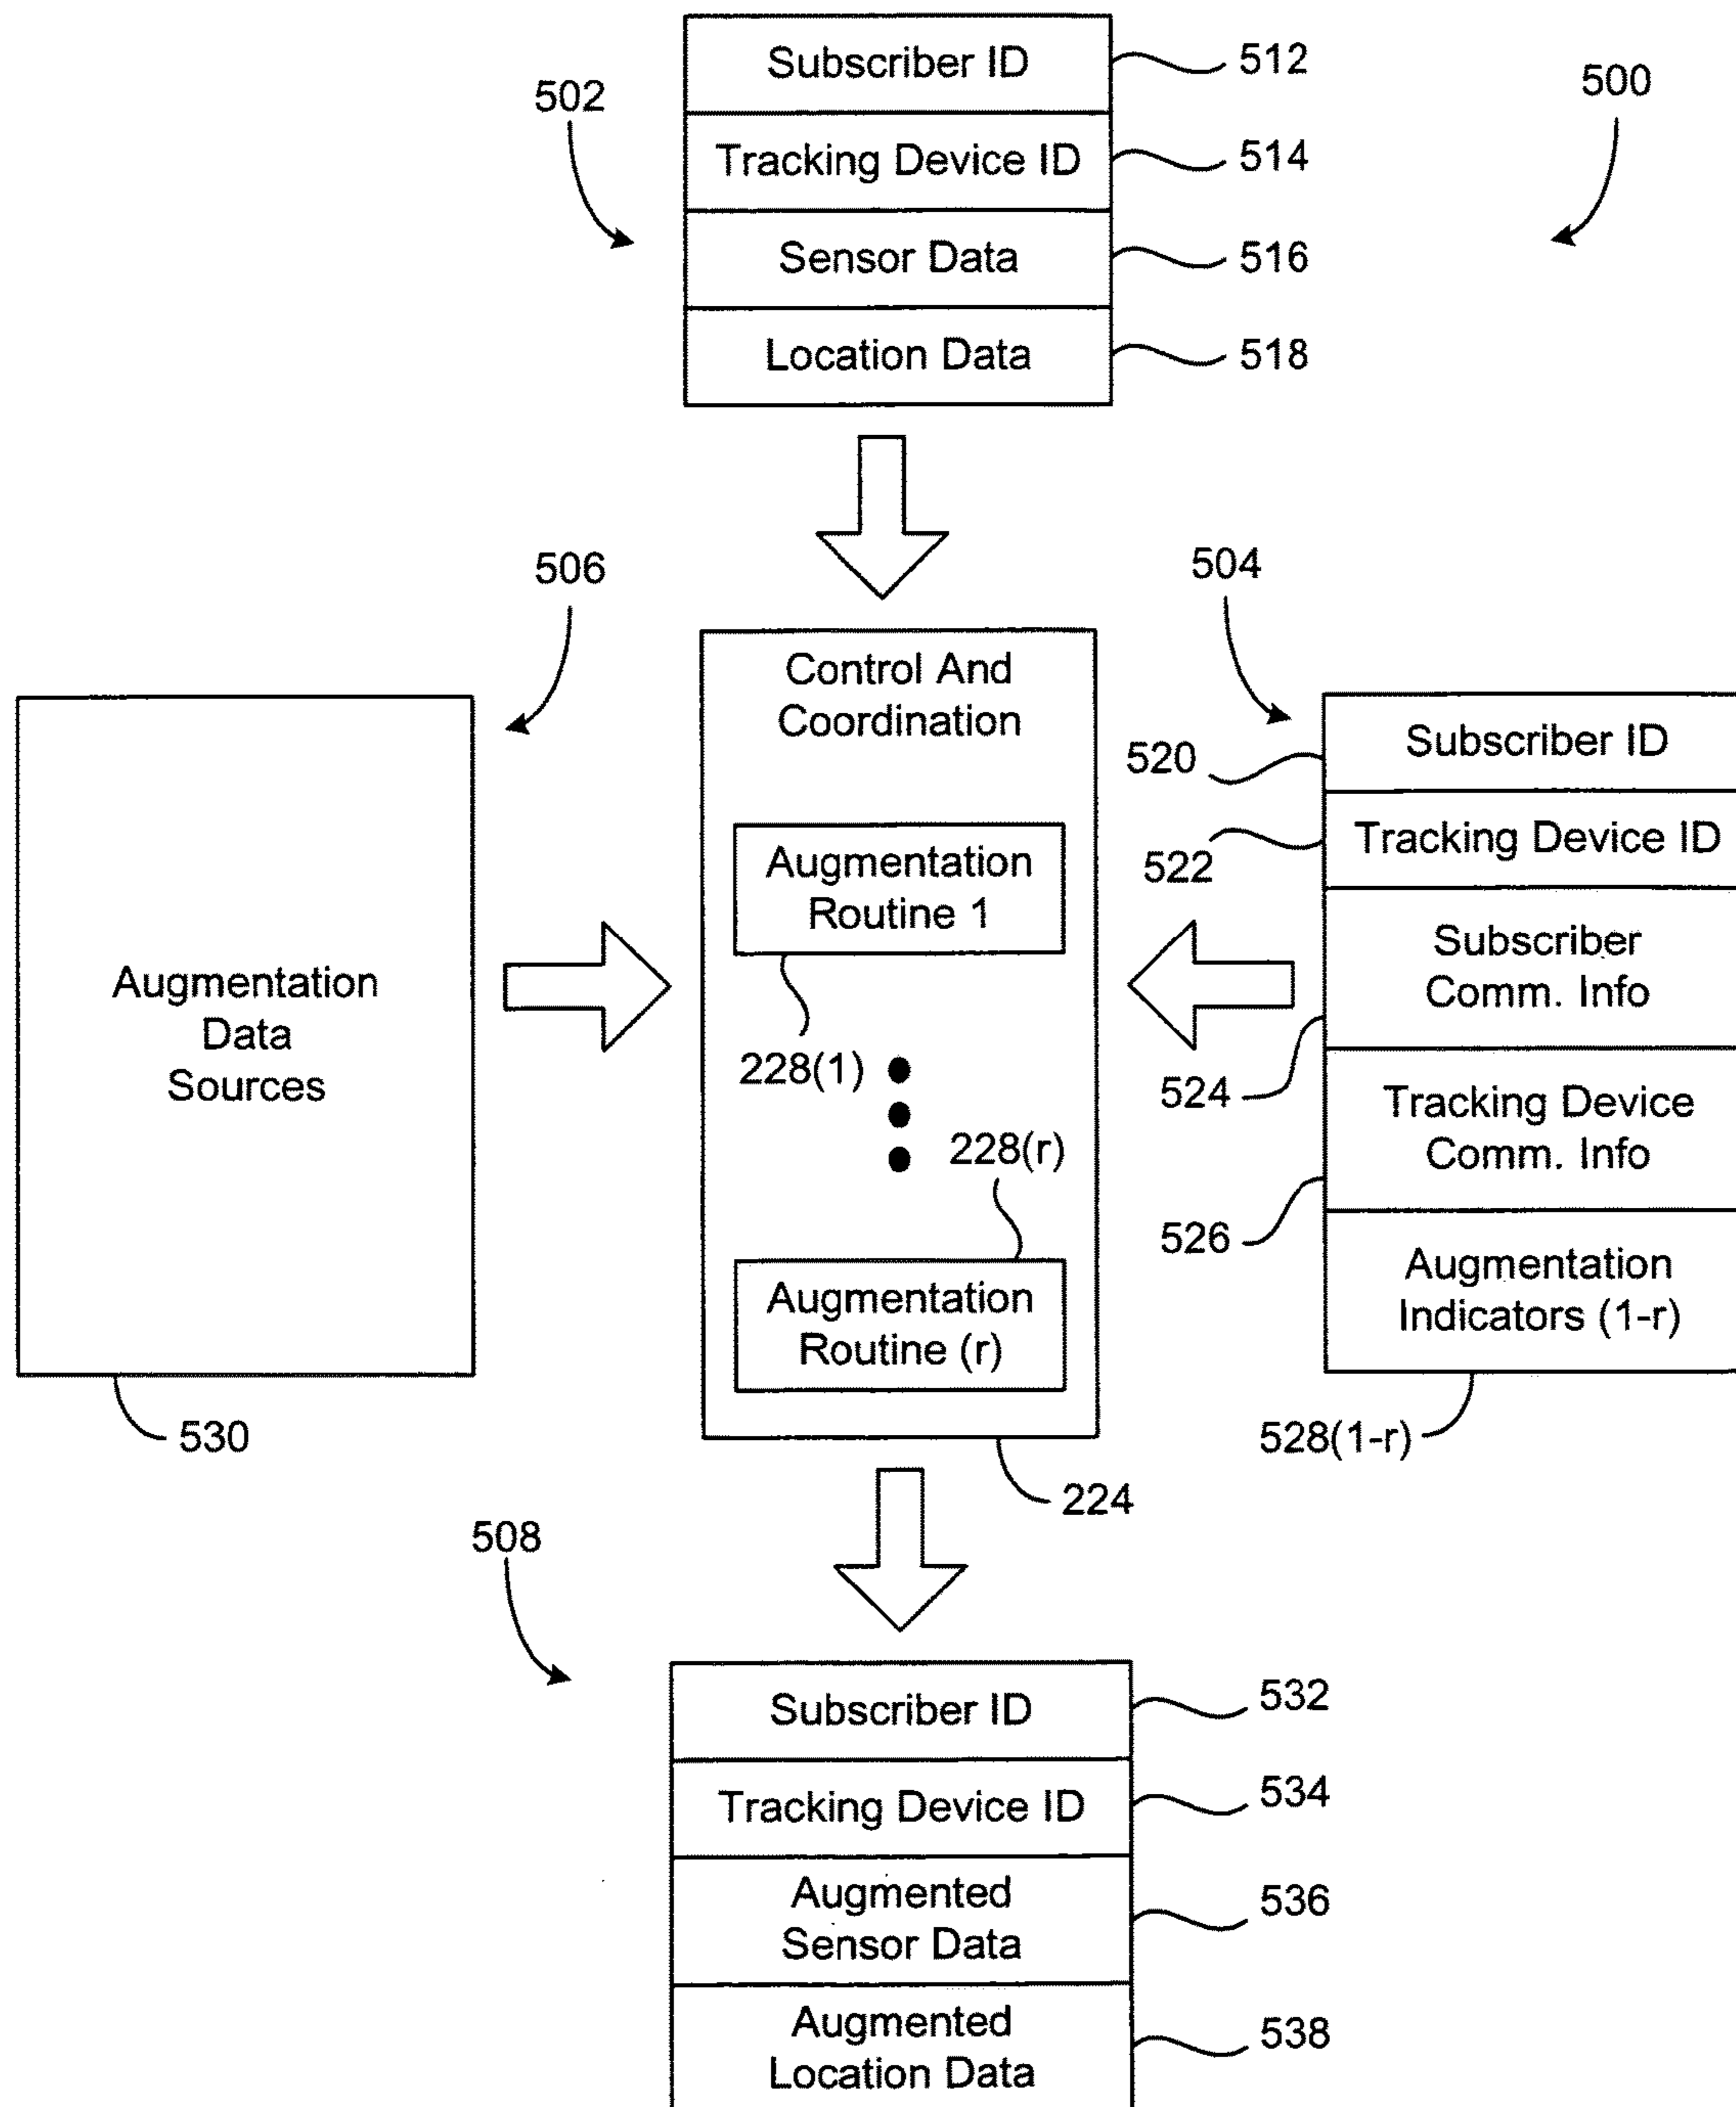 Subscriber ID
512
502
500
Tracking Device ID
514
Sensor Data
516
Location Data
518
506
504
Control And
Coordination
Subscriber ID
520
Augmentation
Routine 1
Tracking Device ID
522
Augmentation
Data
Sources
Subscriber
Comm. Info
228(1)
524
Tracking Device
Comm. Info
228(r)
526
Augmentation
Routine (r)
Augmentation
Indicators (1-r)
530
528(1-r)
224
508
Subscriber ID
532
Tracking Device ID
534
Augmented
Sensor Data
536
Augmented
Location Data
538